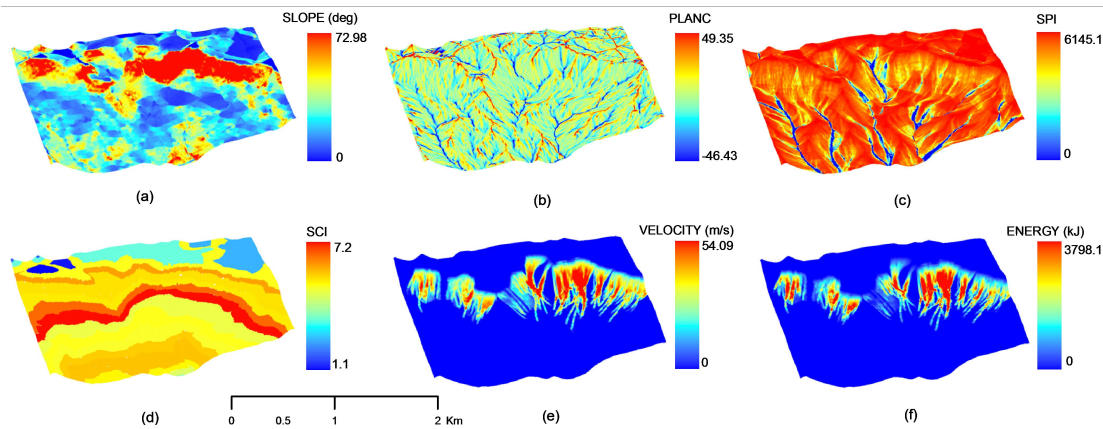 SLOPE (deg)
72.98
0
(a)
PLANC
49.35
-46.43
(b)
SPI
6145.1
0
(c)
SCI
7.2
1.1
(d)
VELOCITY (m/s)
54.09
0
(e)
ENERGY (kJ)
3798.1
0
(f)
0 0.5 1 2 Km